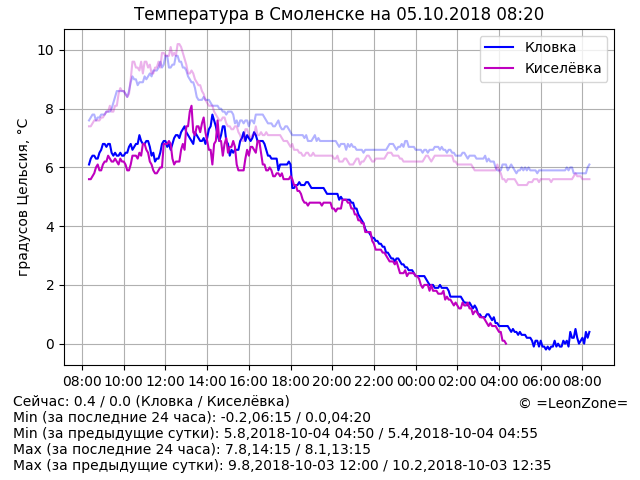 Температура в Смоленске на 05.10.2018 08:20
Кловка
Киселёвка
градусов Цельсия, °C
10
8
6
4
2
0
08:00 10:00 12:00 14:00 16:00 18:00 20:00 22:00 00:00 02:00 04:00 06:00 08:00
Сейчас: 0.4 / 0.0 (Кловка / Киселёвка)
© =LeonZone=
Min (за последние 24 часа): -0.2,06:15 / 0.0,04:20
Min (за предыдущие сутки): 5.8,2018-10-04 04:50 / 5.4,2018-10-04 04:55
Max (за последние 24 часа): 7.8,14:15 / 8.1,13:15
Max (за предыдущие сутки): 9.8,2018-10-03 12:00 / 10.2,2018-10-03 12:35